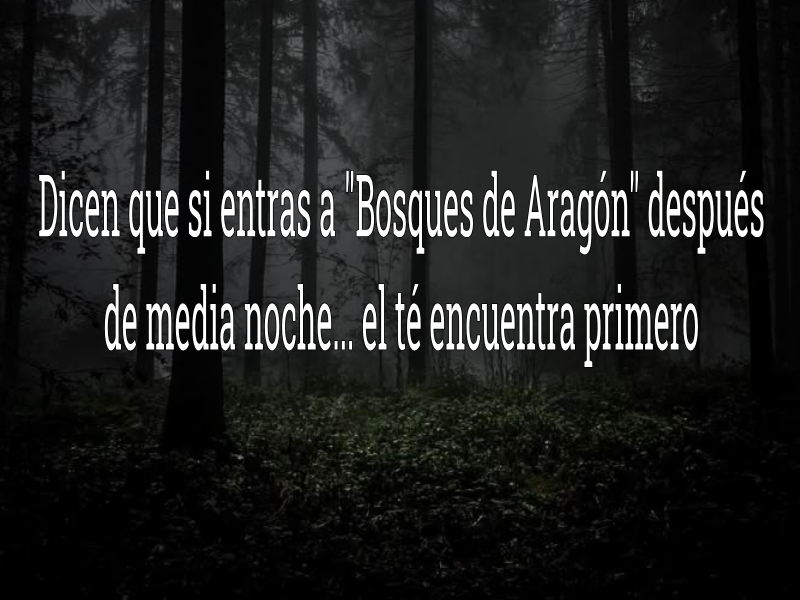 Dicen que si entras a "Bosques de Aragón" después
de media noche... el té encuentra primero